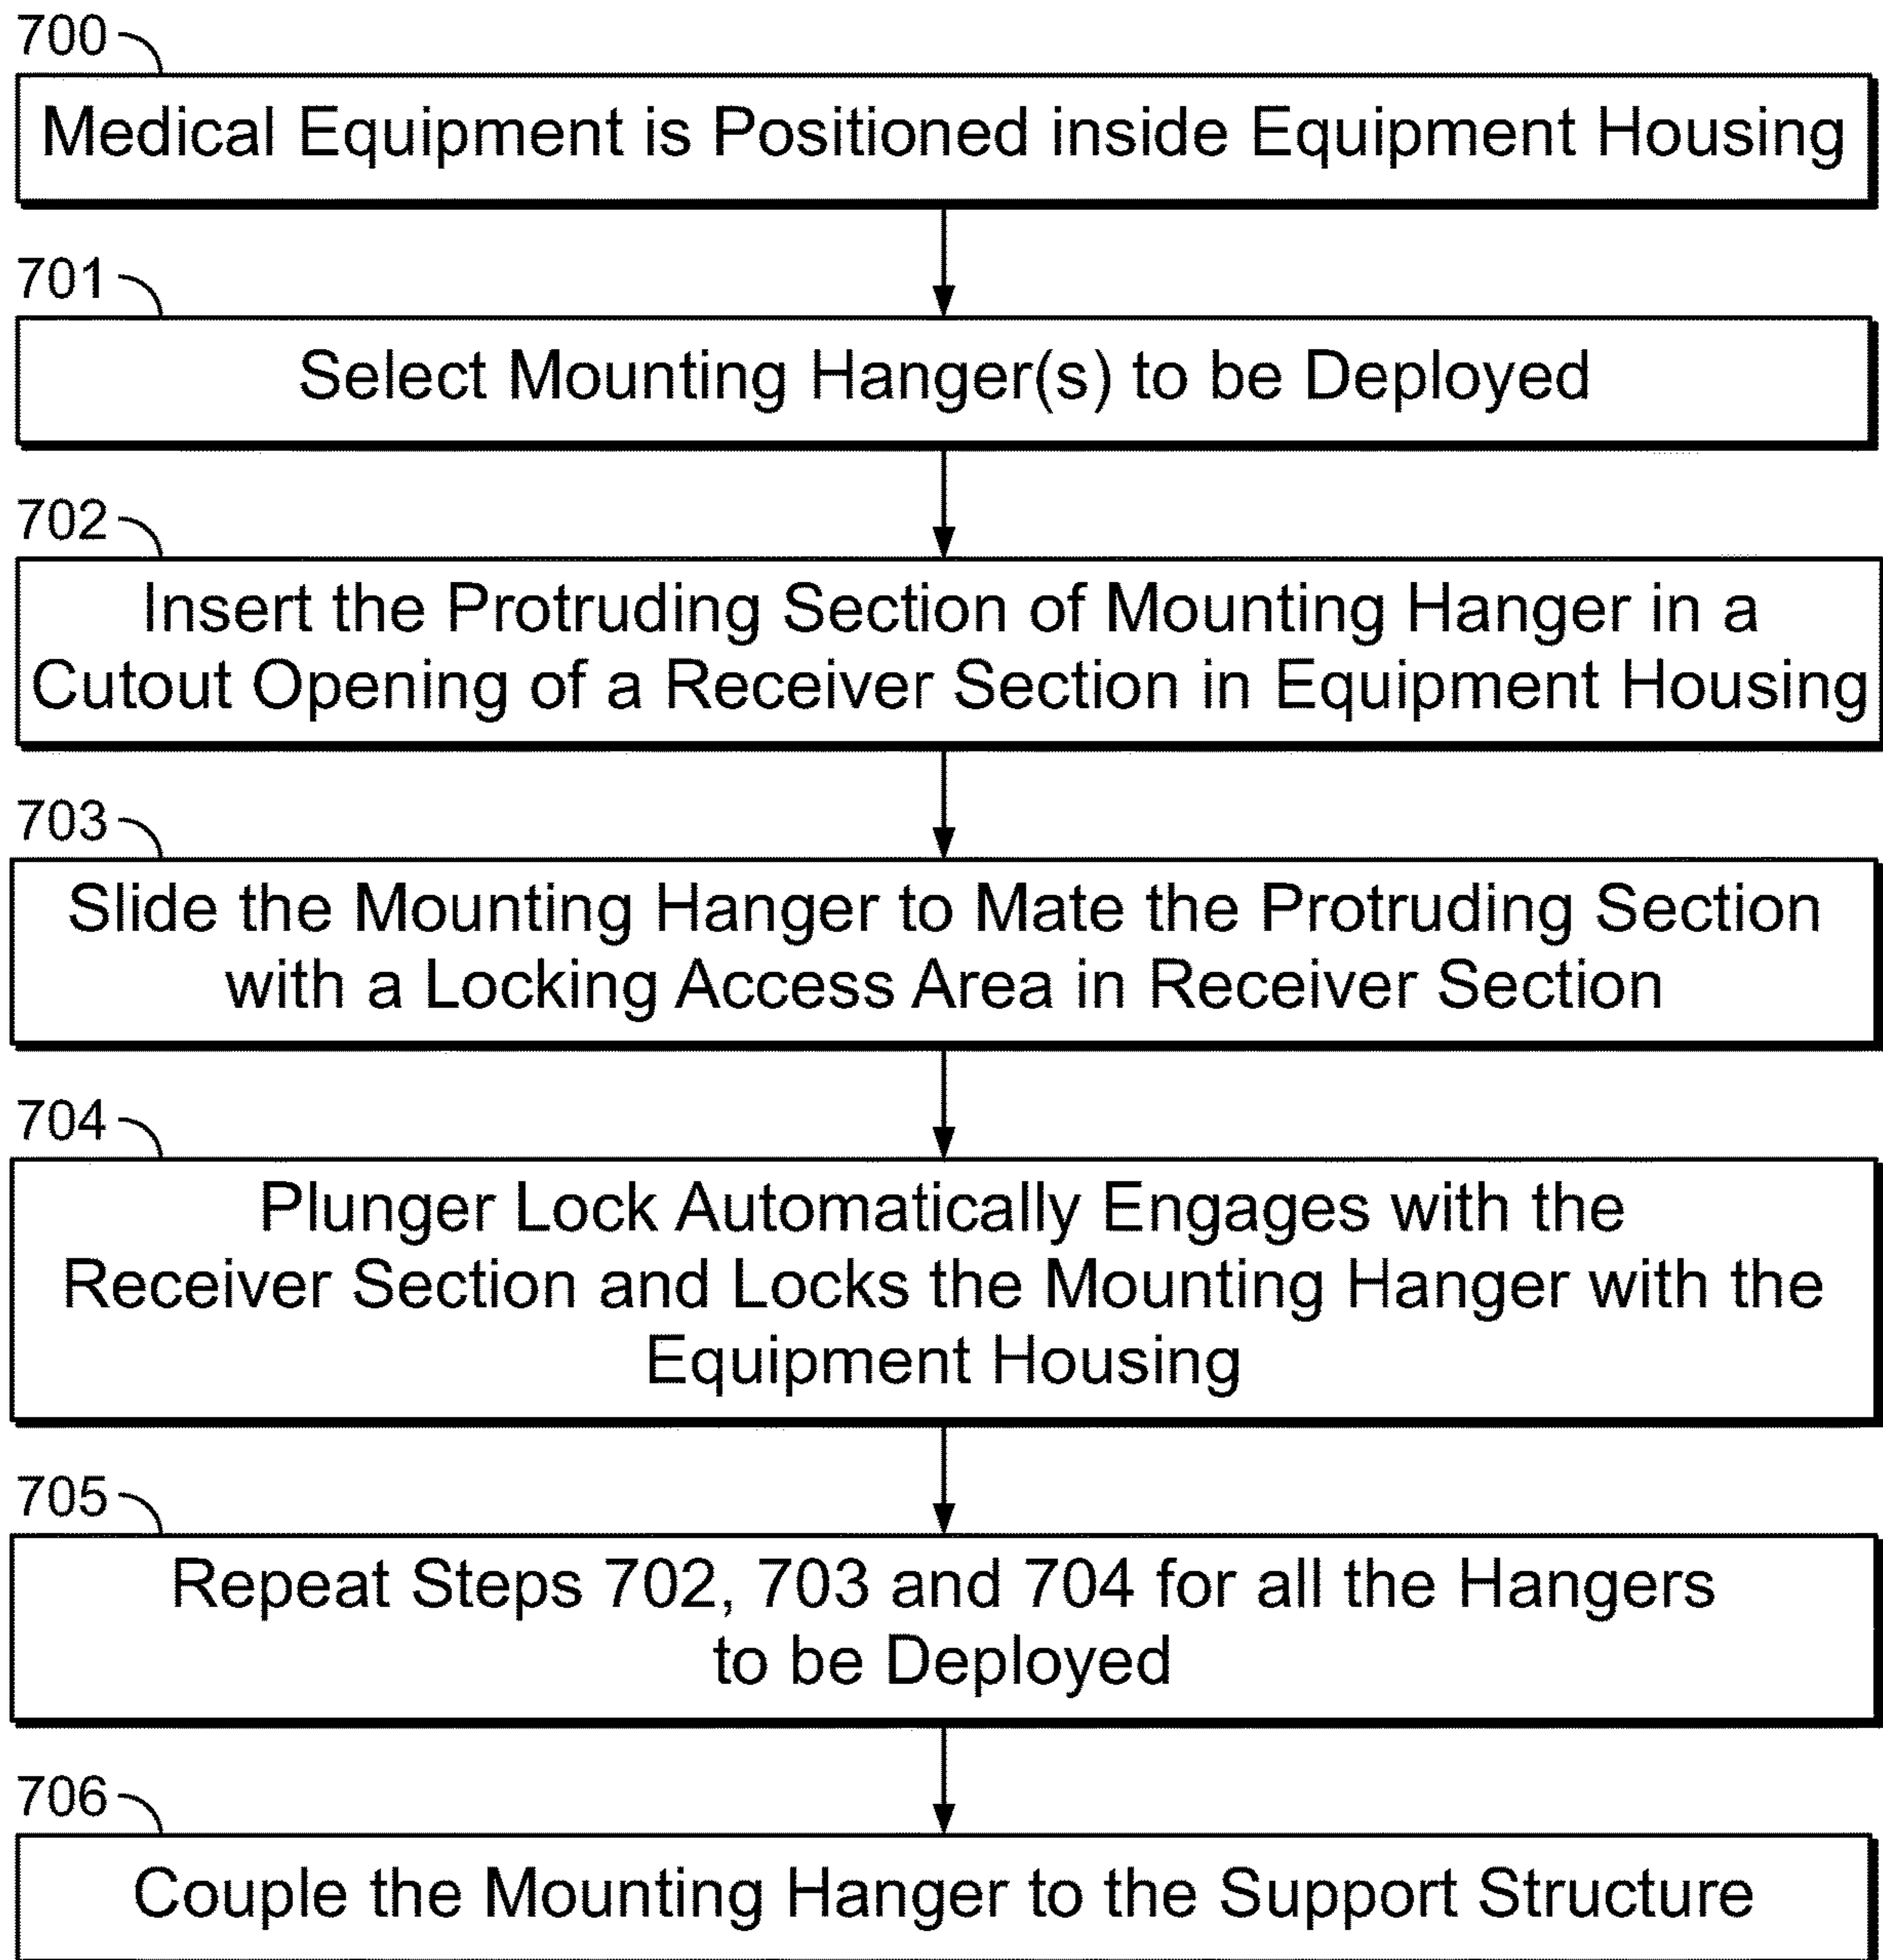 700
Medical Equipment is Positioned inside Equipment Housing
701
Select Mounting Hanger(s) to be Deployed
702
Insert the Protruding Section of Mounting Hanger in a
Cutout Opening of a Receiver Section in Equipment Housing
703
Slide the Mounting Hanger to Mate the Protruding Section
with a Locking Access Area in Receiver Section
704
Plunger Lock Automatically Engages with the
Receiver Section and Locks the Mounting Hanger with the
Equipment Housing
705
Repeat Steps 702, 703 and 704 for all the Hangers
to be Deployed
706
Couple the Mounting Hanger to the Support Structure